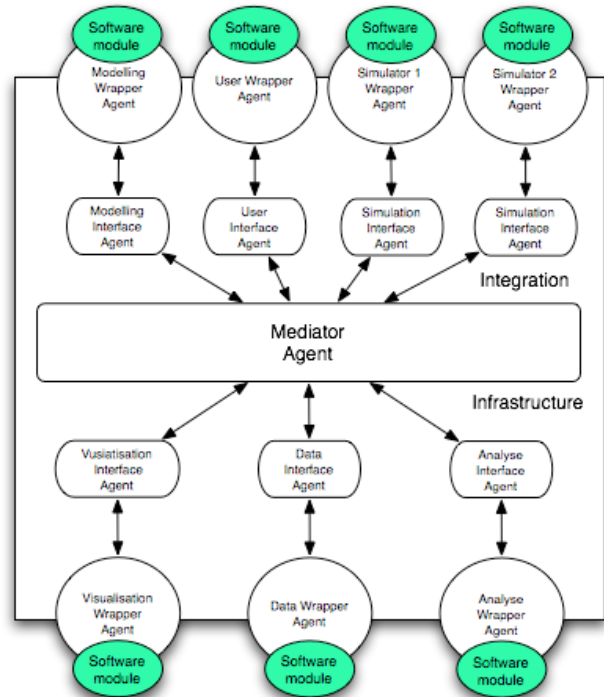 Software
module
Software
module
Software
module
Software
module
Modelling
Wrapper
Agent
User Wrapper
Agent
Simulator 1
Wrapper
Agent
Simulator 2
Wrapper
Agent
Modelling
Interface
Agent
User
Interface
Agent
Simulation
Interface
Agent
Simulation
Interface
Agent
Integration
Mediator
Agent
Infrastructure
Vusiatisation
Interface
Agent
Data
Interface
Agent
Analyse
Interface
Agent
Visualisation
Wrapper
Agent
Data Wrapper
Agent
Analyse
Wrapper
Agent
Software
module
Software
module
Software
module